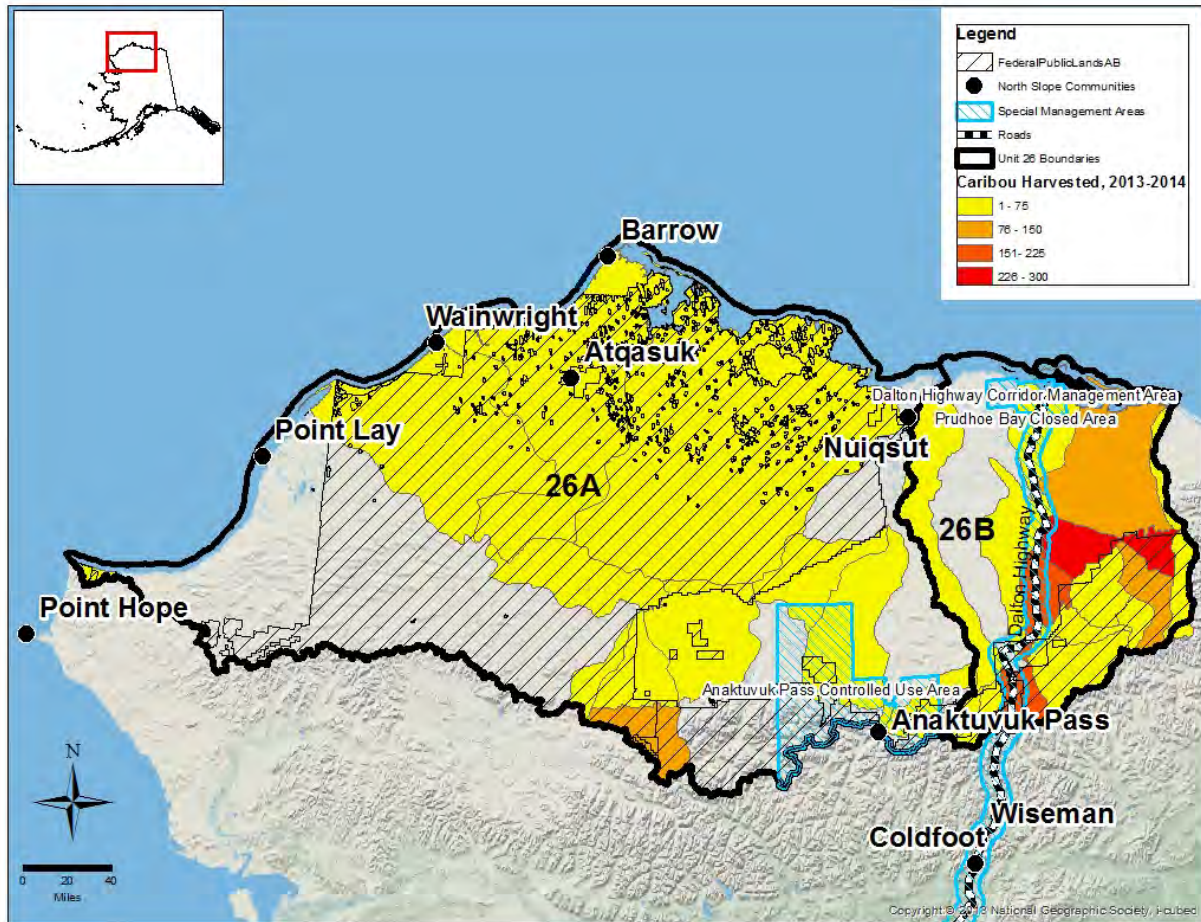 Legend
FederalPublicLandsAB
North Slope Communities
Special Management Areas
Roads
Unit 26 Boundaries
Caribou Harvested, 2013-2014
1 - 75
76 - 150
151- 225
226 - 300
Barrow
Wainwright
Atqasuk
Dalton Highway Corridor Management Area
Prudhoe Bay Closed Area
Point Lay
Nuiqsut
26A
26B
Dalton Highway
Point Hope
Anaktuvuk Pass Controlled Use Area
Anaktuvuk Pass
N
Wiseman
Coldfoot
0 20 40
Miles
Copyright © 2013 National Geographic Society, i-cubed